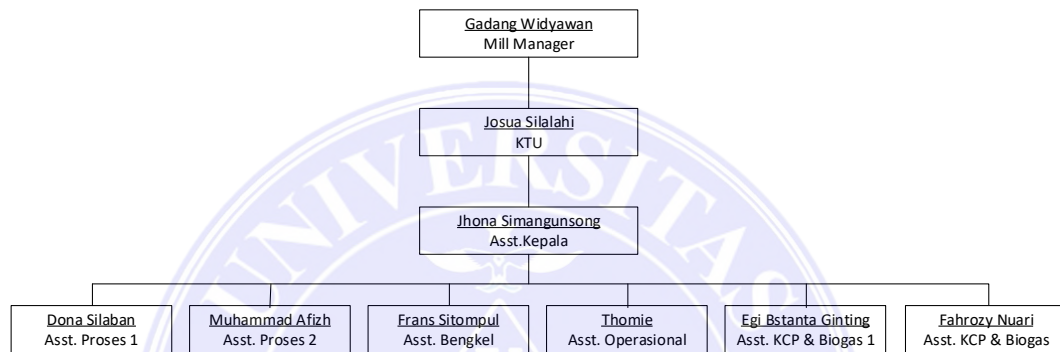 Gadang Widyawan
Mill Manager
Josua Silalahi
KTU
Jhona Simangunsong
Asst.Kepala
Dona Silaban
Asst. Proses 1
Muhammad Afizh
Asst. Proses 2
Frans Sitompul
Asst. Bengkel
Thomie
Asst. Operasional
Egi Bstanta Ginting
Asst. KCP & Biogas 1
Fahrozy Nuari
Asst. KCP & Biogas
UNIVERSITAS